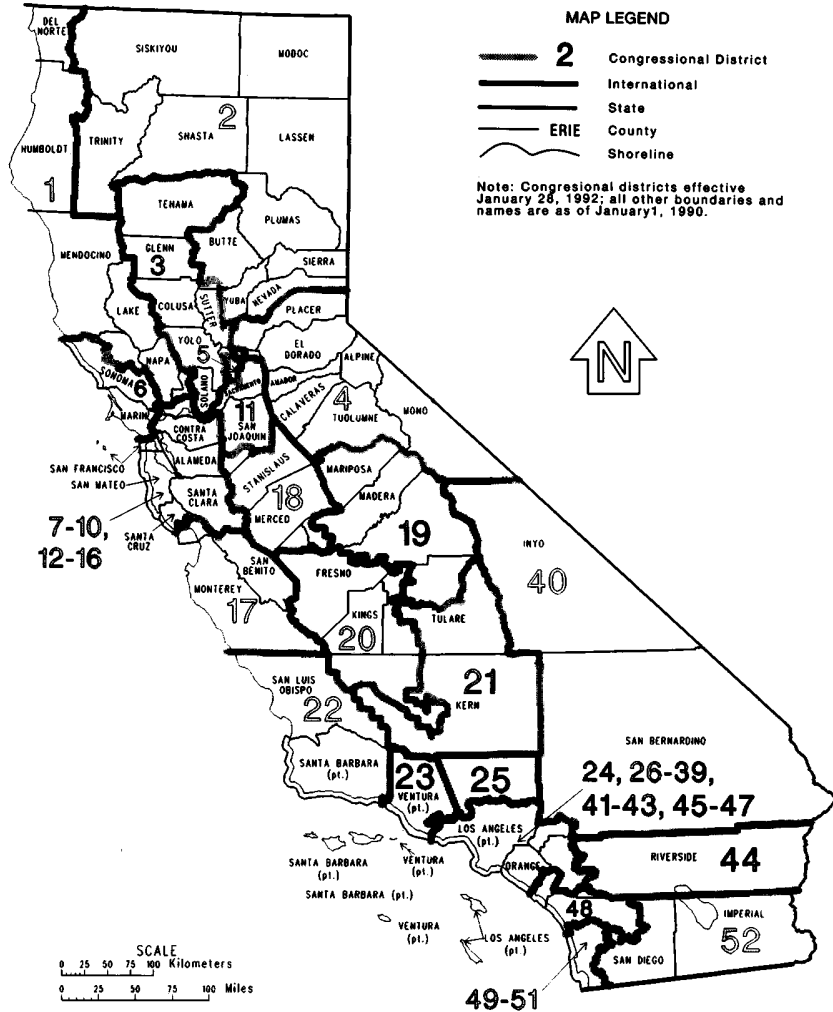 MAP LEGEND
2 Congressional District
International
State
ERIE County
Shoreline
Note: Congresional districts effective
January 28, 1992; all other boundaries and
names are as of January1, 1990.
DEL
NORTE
SISKIYOU
MODOC
HUMBOLDT
TRINITY
SHASTA
2
LASSEN
1
TEHAMA
PLUMAS
MENDOCINO
GLENN
3
BUTTE
SIERRA
LAKE
COLUSA
SUTTER
YUBA
NEVADA
PLACER
YOLO
5
EL
DORADO
NAPA
SONOMA
6
SOLANO
SACRAMENTO
AMADOR
ALPINE
MARIN
CONTRA
COSTA
11
SAN
JOAQUIN
CALAVERAS
4
TUOLUMNE
MONO
N
SAN FRANCISCO
ALAMEDA
SAN MATEO
STANISLAUS
MARIPOSA
SANTA
CLARA
18
MERCED
MADERA
19
7-10,
12-16
SANTA
CRUZ
SAN
BENITO
FRESNO
INYO
40
MONTEREY
17
KINGS
20
TULARE
SAN LUIS
OBISPO
22
21
KERN
SAN BERNARDINO
SANTA BARBARA
(pt.)
23
VENTURA
(pt.)
25
24, 26-39,
41-43, 45-47
LOS ANGELES
(pt.)
ORANGE
RIVERSIDE
44
SANTA BARBARA
(pt.)
VENTURA
(pt.)
SANTA BARBARA (pt.)
VENTURA
(pt.)
LOS ANGELES
(pt.)
48
IMPERIAL
52
SAN DIEGO
49-51
SCALE
0 25 50 75 100 Kilometers
0 25 50 75 100 Miles